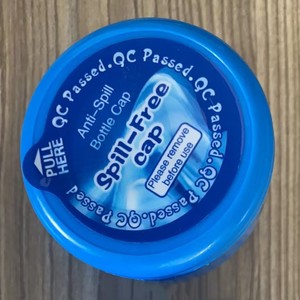 QC Passed.QC Passed.QC Passed.QC Passed
Anti-Spill
Bottle Cap
Spill-Free
cap
Please remove
before use
PULL
HERE